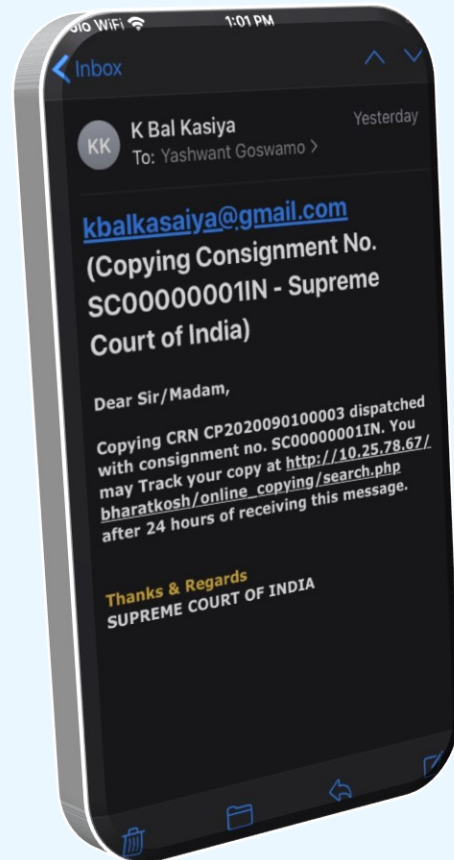 Jio WiFi 1:01 PM
Inbox
KK K Bal Kasiya Yesterday
To: Yashwant Goswamo >
kbalkasaiya@gmail.com
(Copying Consignment No.
SC00000001IN - Supreme
Court of India)
Dear Sir/Madam,
Copying CRN CP2020090100003 dispatched
with consignment no. SC00000001IN. You
may Track your copy at http://10.25.78.67/
bharatkosh/online_copying/search.php
after 24 hours of receiving this message.
Thanks & Regards
SUPREME COURT OF INDIA